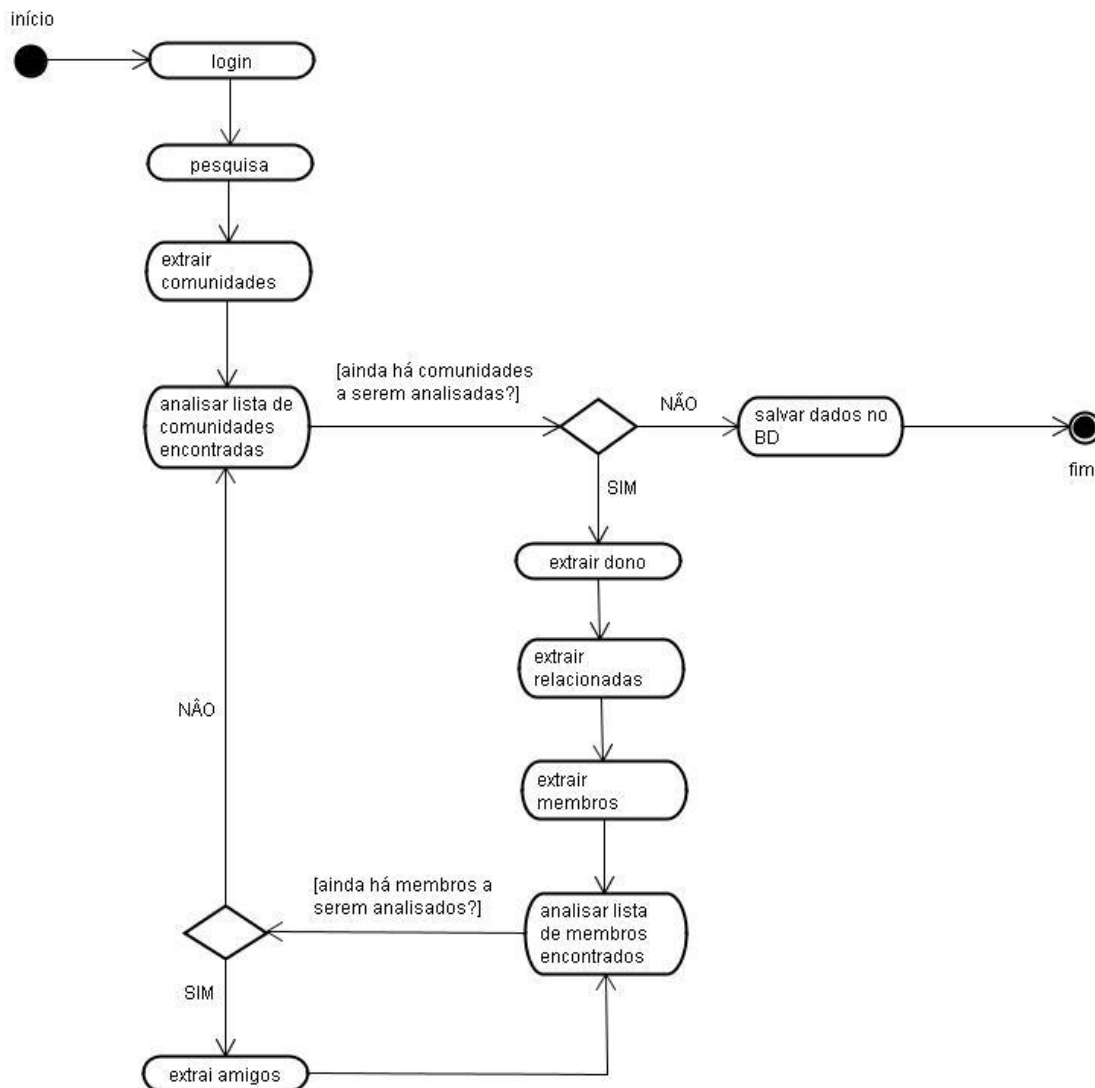 início
login
pesquisa
extrair
comunidades
analisar lista de
comunidades
encontradas
[ainda há comunidades
a serem analisadas?]
NÃO
salvar dados no
BD
fim
SIM
extrair dono
extrair
relacionadas
extrair
membros
analisar lista
de membros
encontrados
[ainda há membros a
serem analisados?]
NÂO
SIM
extrai amigos